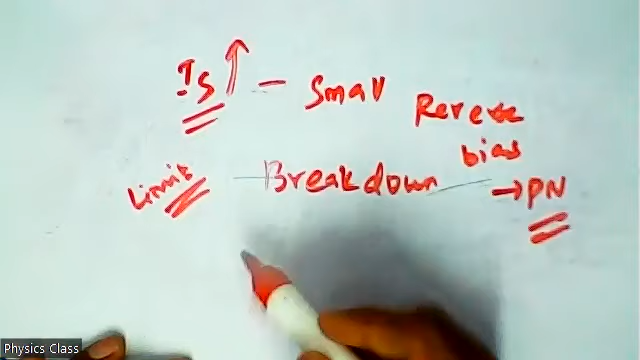 Is ↑ - Small
Reverse
bias
Limit - Breakdown → PN
Physics Class